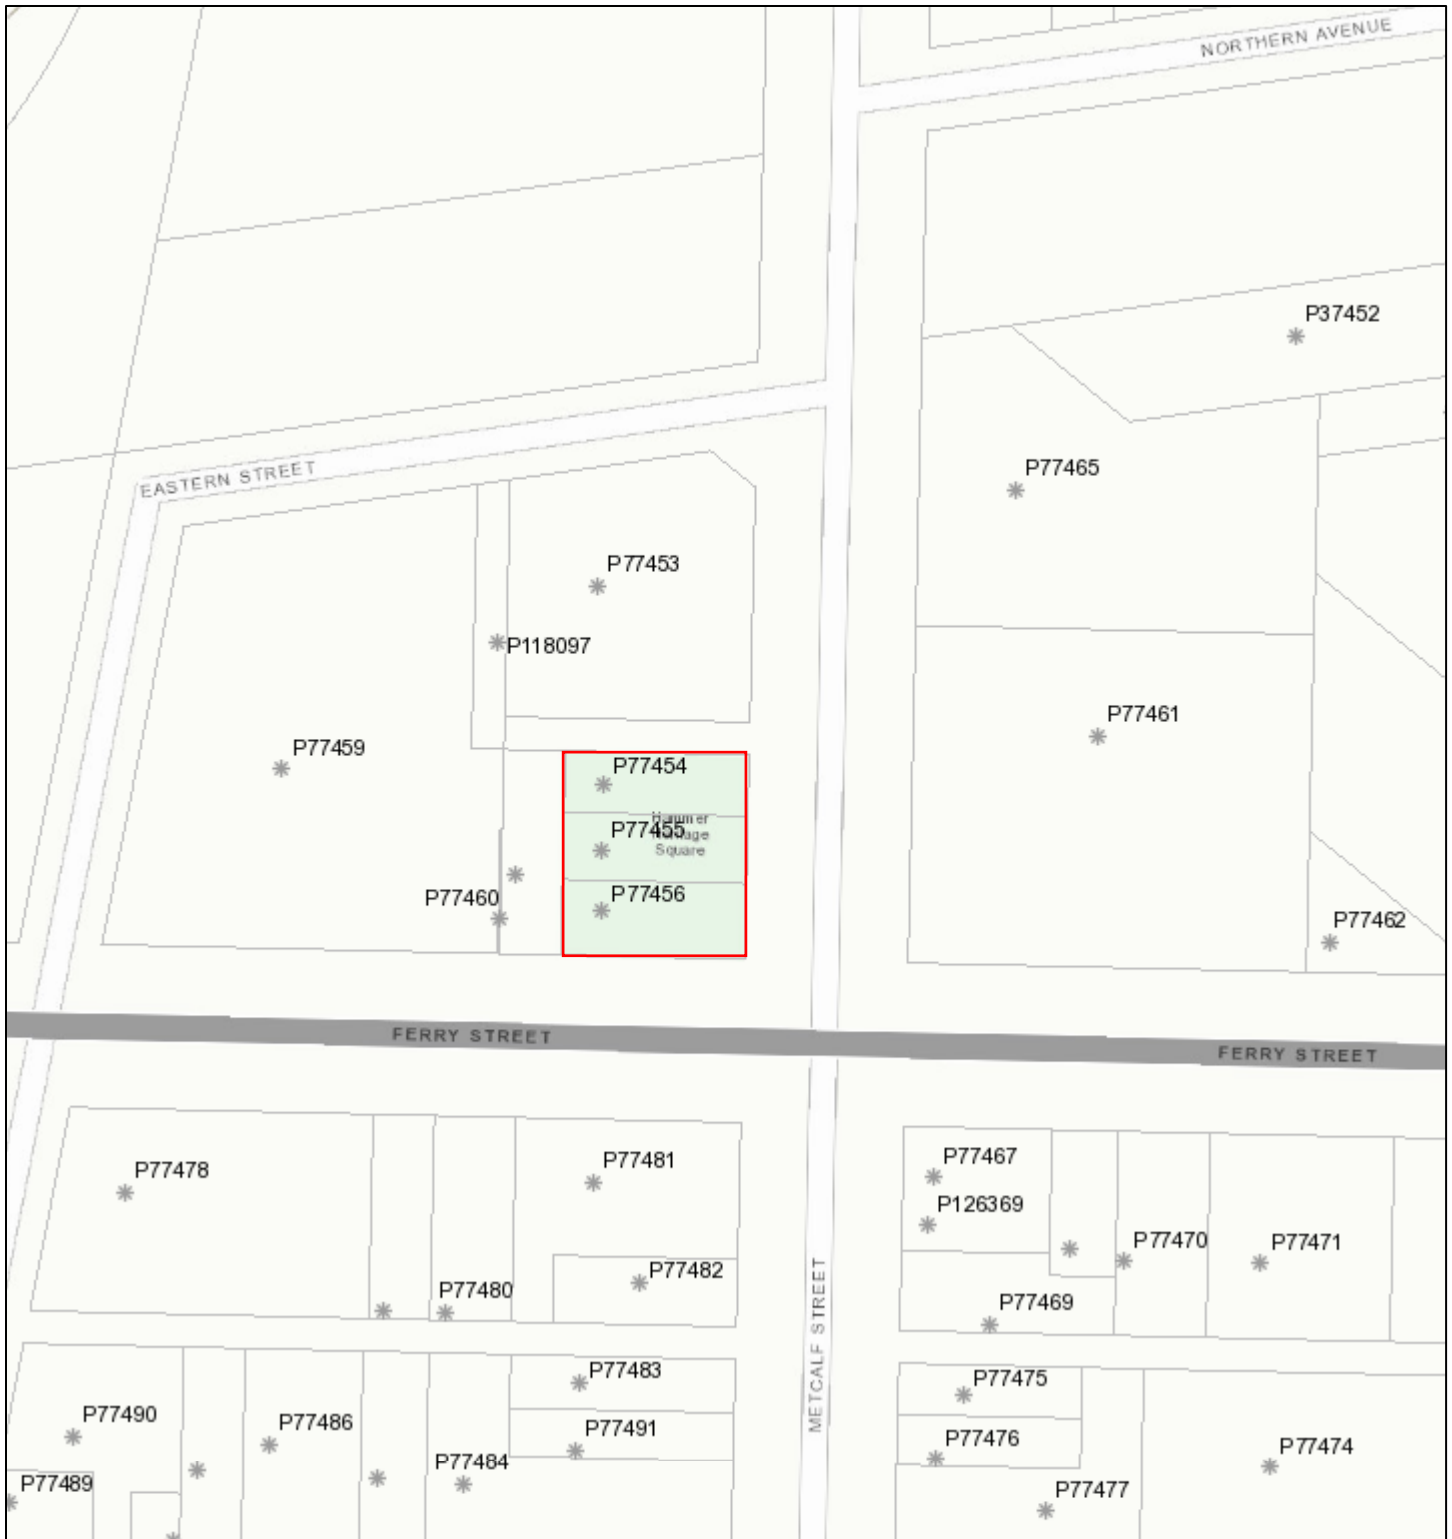 NORTHERN AVENUE
P37452
P77465
EASTERN STREET
P77453
P118097
P77461
P77459
P77454
Hammer
P77455
Heritage
Square
P77456
P77460
P77462
FERRY STREET
FERRY STREET
P77467
P77481
P77478
P126369
P77470
P77471
P77482
P77480
P77469
METCALF STREET
P77483
P77475
P77490
P77486
P77491
P77476
P77474
P77484
P77489
P77477